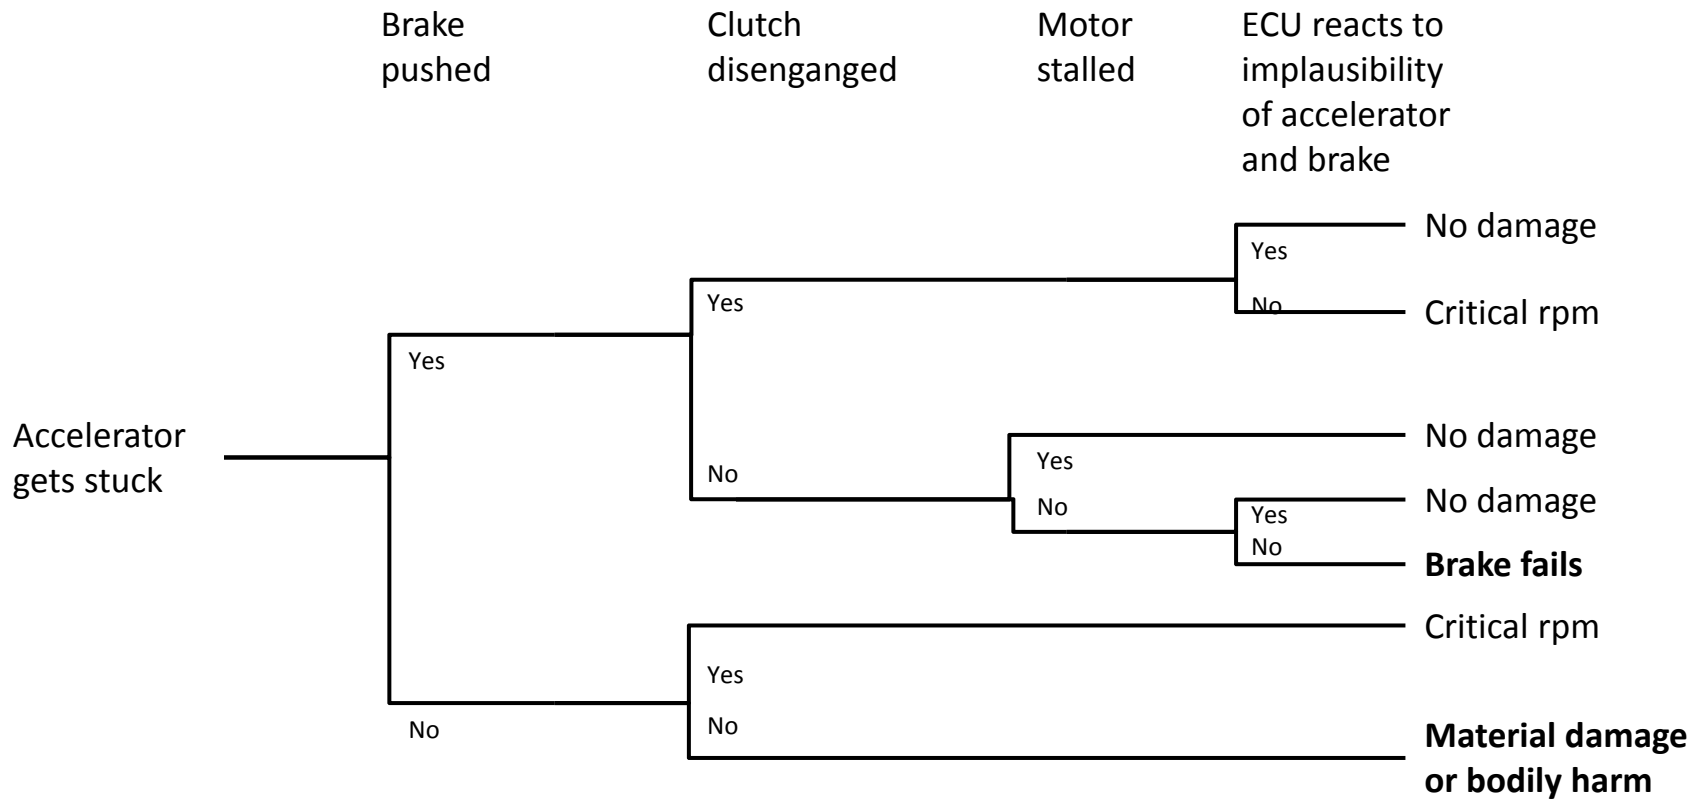 Brake
pushed
Clutch
disenganged
Motor
stalled
ECU reacts to
implausibility
of accelerator
and brake
No damage
Yes
Yes
No
Critical rpm
Yes
Accelerator
gets stuck
No damage
Yes
No
No damage
No
Yes
No
Brake fails
Critical rpm
Yes
No
No
Material damage
or bodily harm